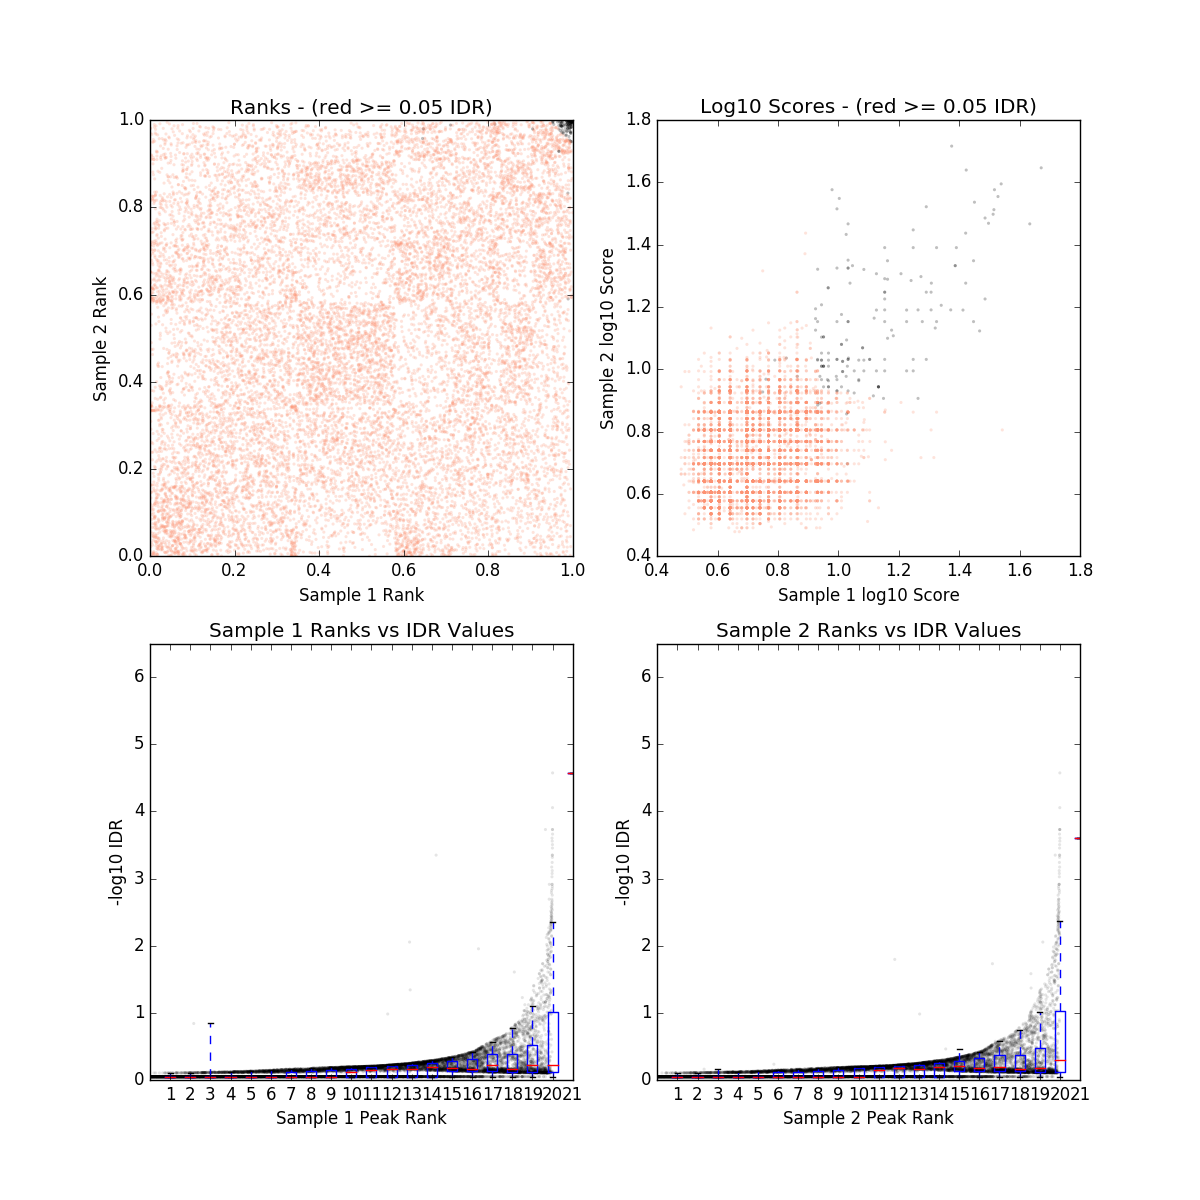 Ranks - (red >= 0.05 IDR)
Sample 2 Rank
1.0
0.8
0.6
0.4
0.2
0.0
0.0 0.2 0.4 0.6 0.8 1.0
Sample 1 Rank
Log10 Scores - (red >= 0.05 IDR)
Sample 2 log10 Score
1.8
1.6
1.4
1.2
1.0
0.8
0.6
0.4
0.4 0.6 0.8 1.0 1.2 1.4 1.6 1.8
Sample 1 log10 Score
Sample 1 Ranks vs IDR Values
-log10 IDR
6
5
4
3
2
1
0
1 2 3 4 5 6 7 8 9 10 11 12 13 14 15 16 17 18 19 20 21
Sample 1 Peak Rank
Sample 2 Ranks vs IDR Values
-log10 IDR
6
5
4
3
2
1
0
1 2 3 4 5 6 7 8 9 10 11 12 13 14 15 16 17 18 19 20 21
Sample 2 Peak Rank